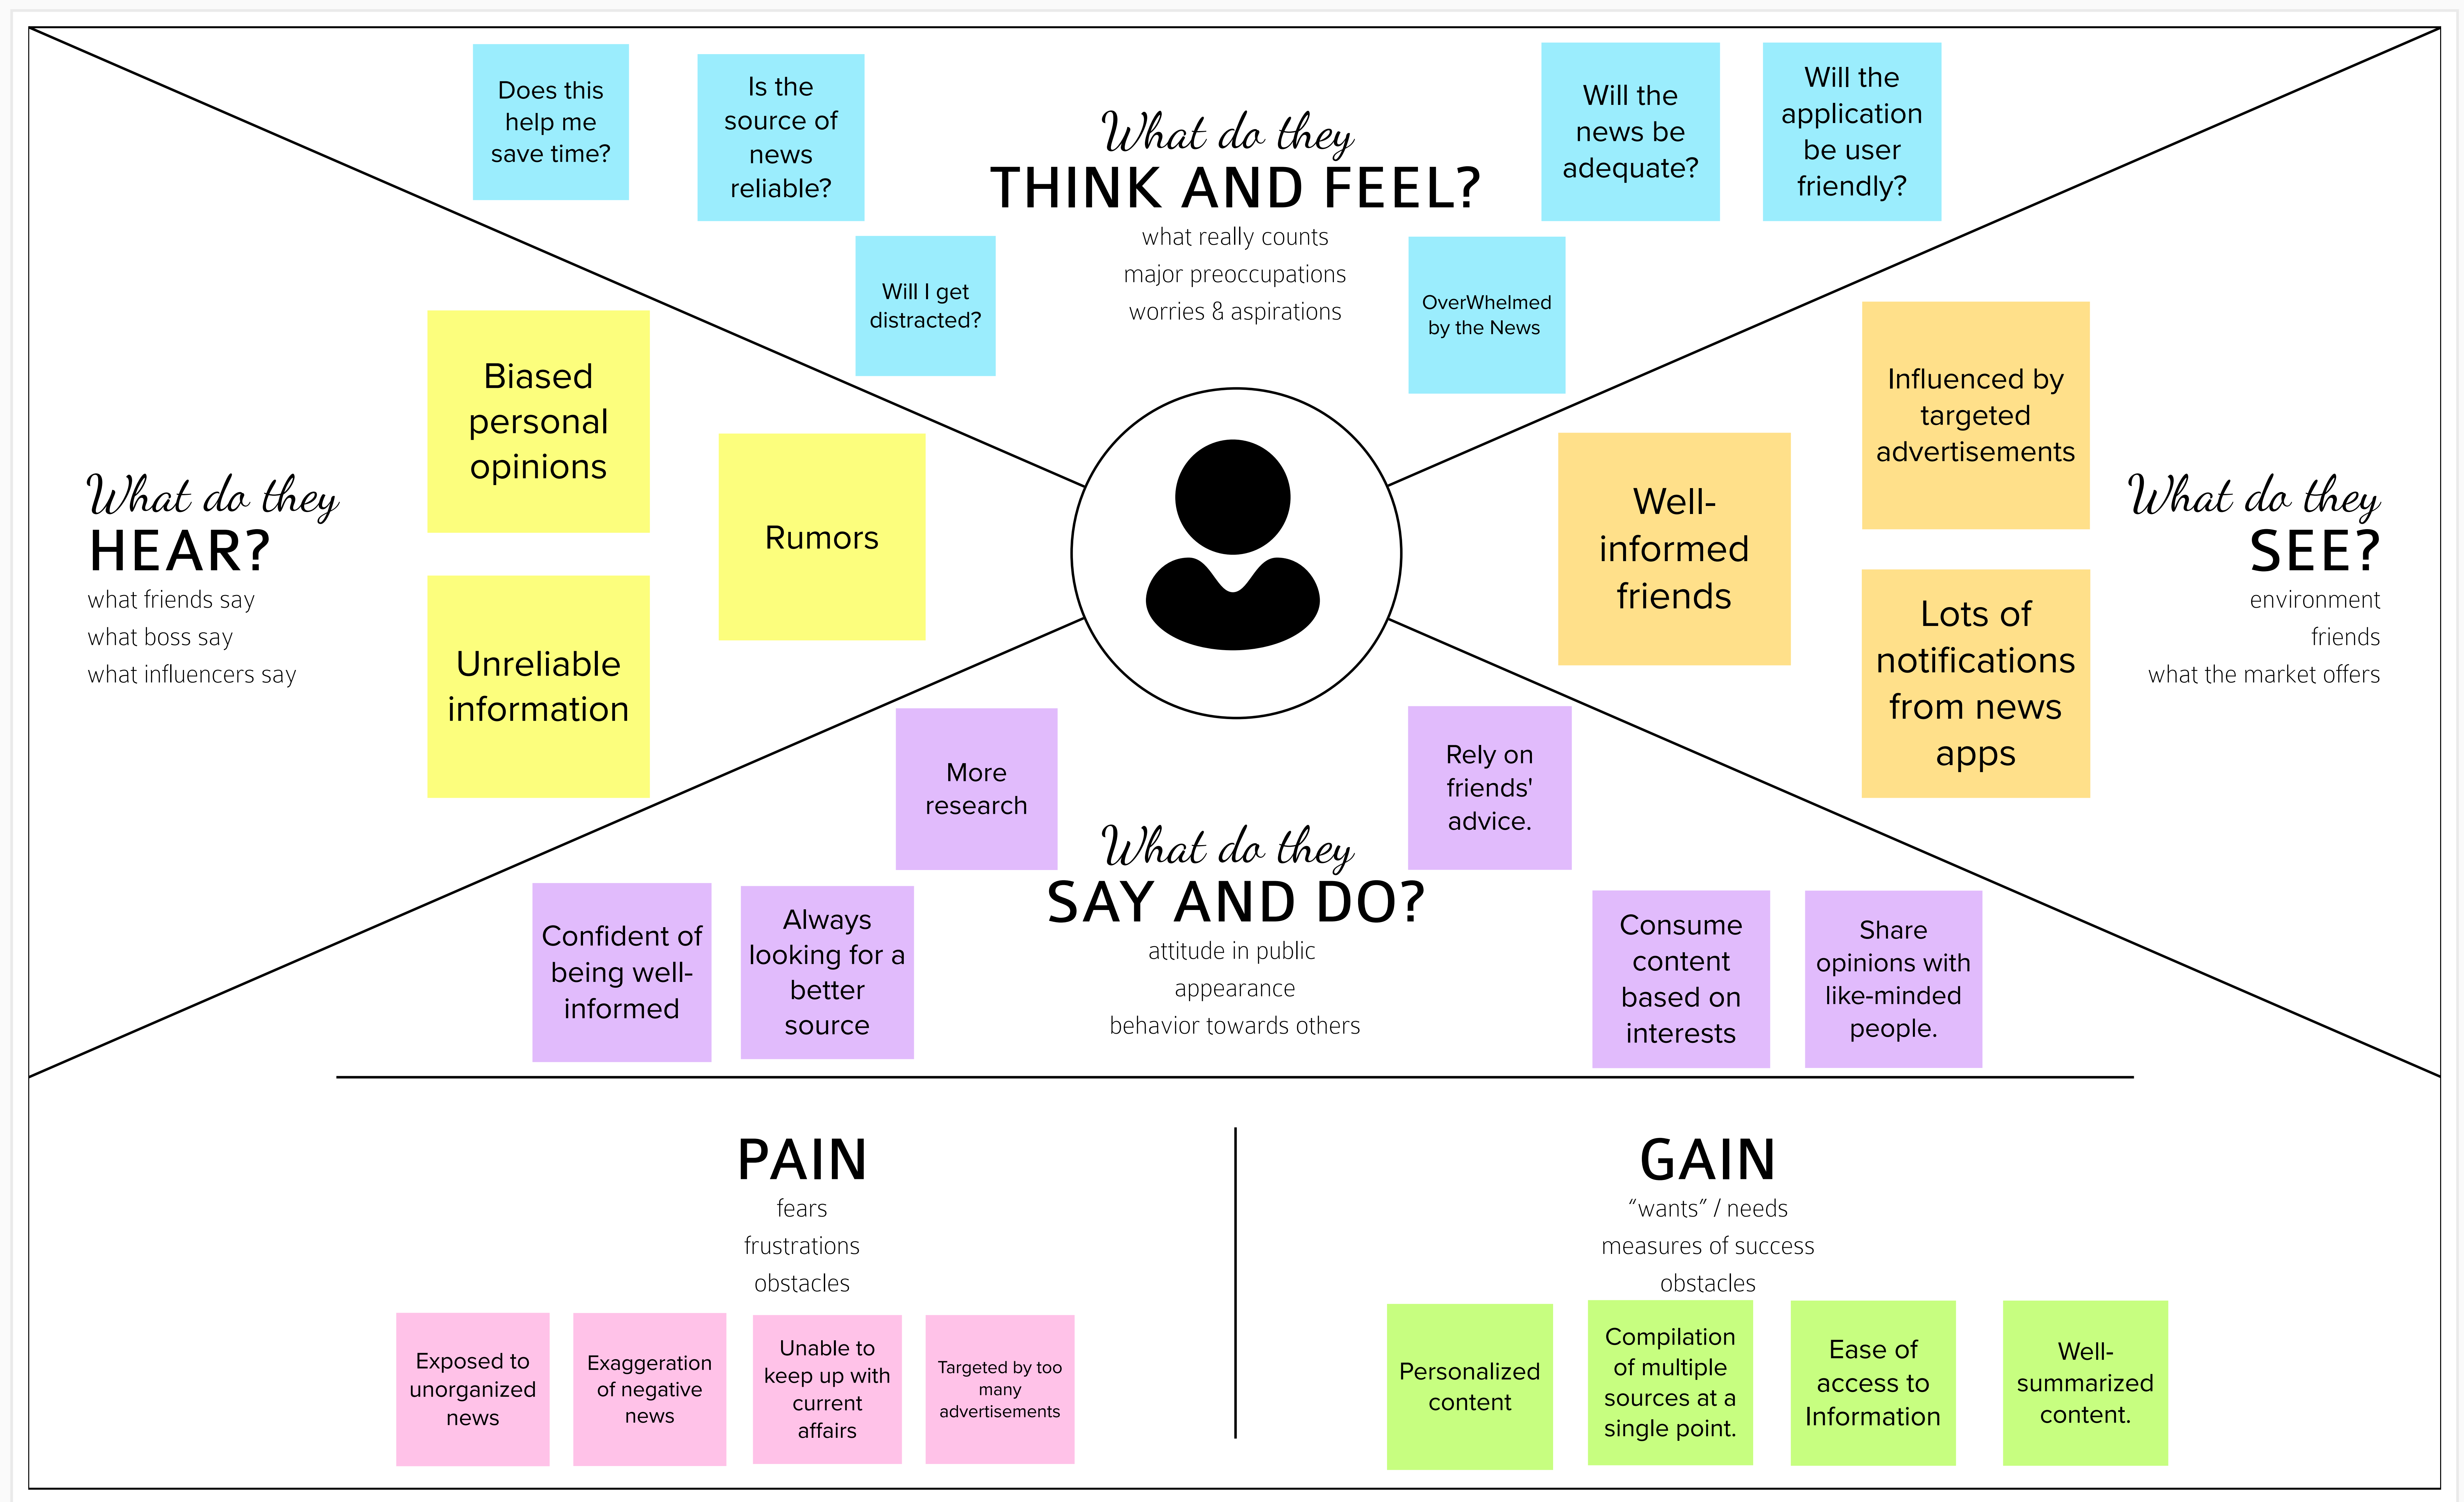 Does this
help me
save time?
Is the
source of
news
reliable?
Will I get
distracted?
What do they
THINK AND FEEL?
what really counts
major preoccupations
worries & aspirations
Will the
news be
adequate?
Will the
application
be user
friendly?
OverWhelmed
by the News
What do they
HEAR?
what friends say
what boss say
what influencers say
Biased
personal
opinions
Rumors
Unreliable
information
Well-
informed
friends
Influenced by
targeted
advertisements
Lots of
notifications
from news
apps
What do they
SEE?
environment
friends
what the market offers
More
research
Confident of
being well-
informed
Always
looking for a
better
source
What do they
SAY AND DO?
attitude in public
appearance
behavior towards others
Rely on
friends'
advice.
Consume
content
based on
interests
Share
opinions with
like-minded
people.
PAIN
fears
frustrations
obstacles
Exposed to
unorganized
news
Exaggeration
of negative
news
Unable to
keep up with
current
affairs
Targeted by too
many
advertisements
GAIN
“wants” / needs
measures of success
obstacles
Personalized
content
Compilation
of multiple
sources at a
single point.
Ease of
access to
Information
Well-
summarized
content.